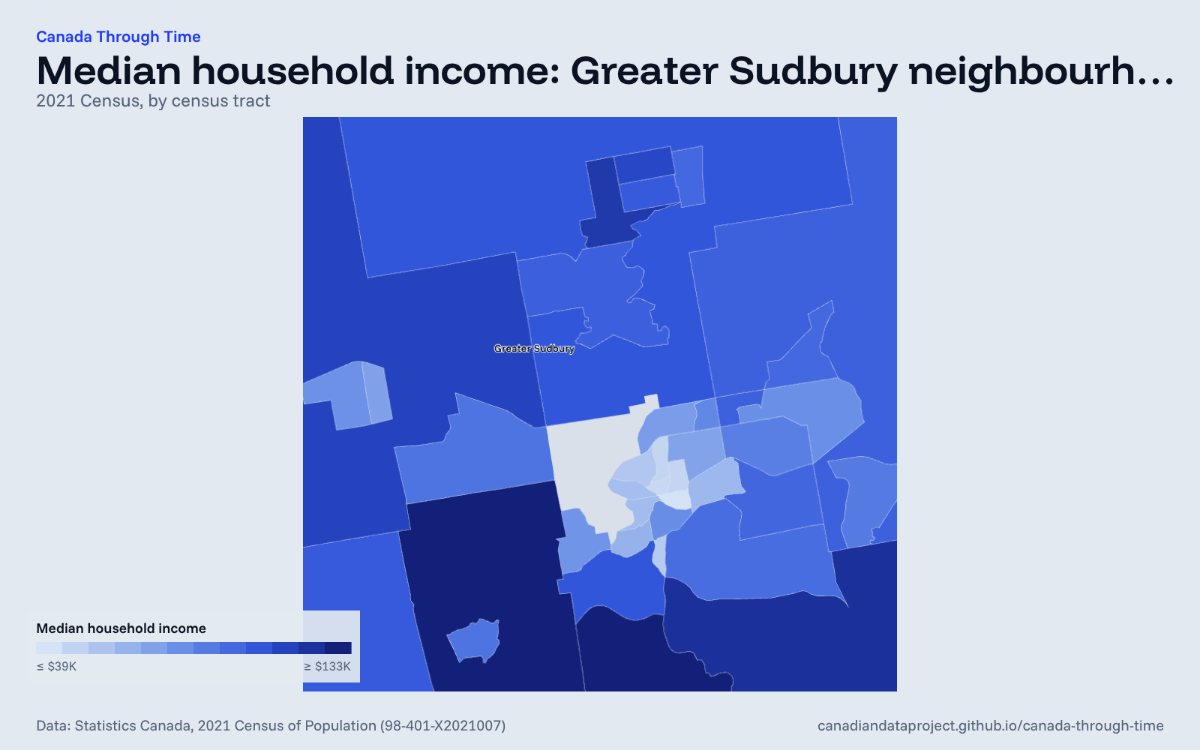 Canada Through Time
Median household income: Greater Sudbury neighbourh…
2021 Census, by census tract
Greater Sudbury
Median household income
≤ $39K
≥ $133K
Data: Statistics Canada, 2021 Census of Population (98-401-X2021007)
canadiandataproject.github.io/canada-through-time